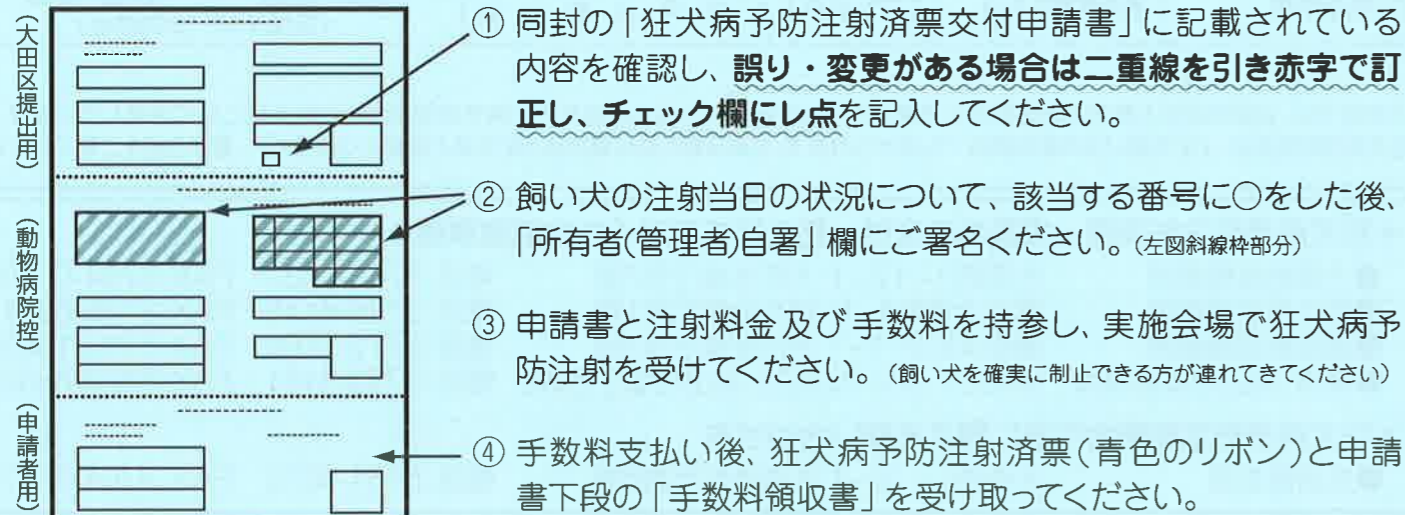 (大田区提出用)
① 同封の「狂犬病予防注射済票交付申請書」に記載されている
内容を確認し、誤り・変更がある場合は二重線を引き赤字で訂
正し、チェック欄にレ点を記入してください。
(動物病院控)
② 飼い犬の注射当日の状況について、該当する番号に○をした後、
「所有者(管理者)自署」欄にご署名ください。(左図斜線枠部分)
③ 申請書と注射料金及び手数料を持参し、実施会場で狂犬病予
防注射を受けてください。(飼い犬を確実に制止できる方が連れてきてください)
(申請者用)
④ 手数料支払い後、狂犬病予防注射済票(青色のリボン)と申請
書下段の「手数料領収書」を受け取ってください。